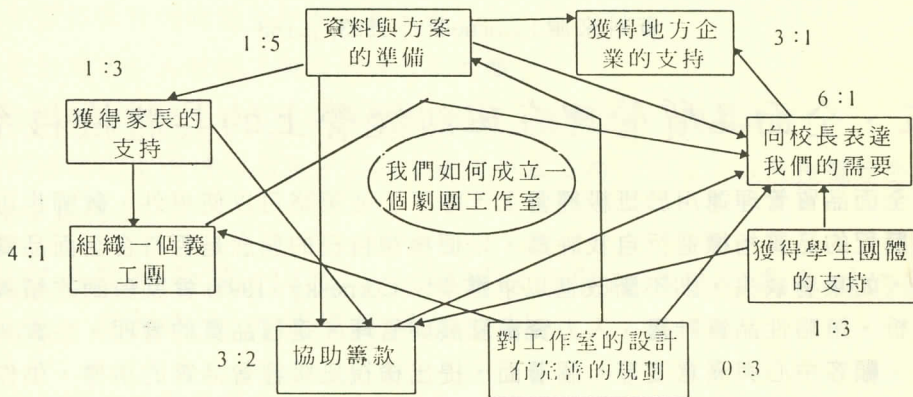 資料與方案
的準備
1：5
獲得地方企
業的支持
3：1
1：3
獲得家長的
支持
6：1
向校長表達
我們的需要
我們如何成立一
個劇團工作室
4：1
組織一個義
工團
獲得學生團體
的支持
1：3
3：2
協助籌款
對工作室的設計
有完善的規劃
0：3